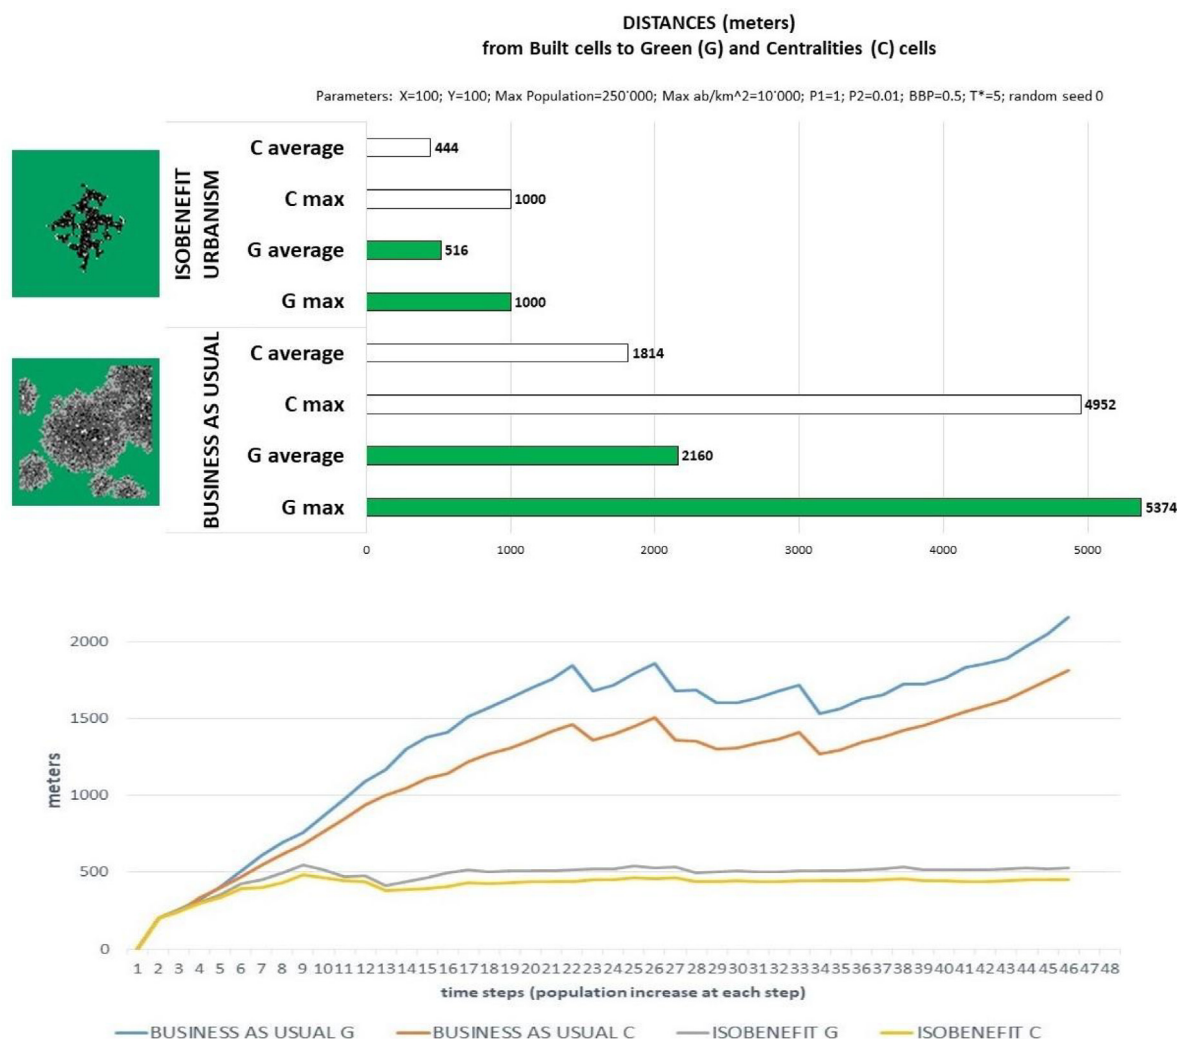 DISTANCES (meters)
from Built cells to Green (G) and Centralities (C) cells
Parameters: X=100; Y=100; Max Population=250'000; Max ab/km^2=10'000; P1=1; P2=0.01; BBP=0.5; T*=5; random seed 0
ISOBENEFIT
URBANISM
C average
444
C max
1000
G average
516
G max
1000
BUSINESS AS USUAL
C average
1814
C max
4952
G average
2160
G max
5374
0 1000 2000 3000 4000 5000
2000
1500
1000
500
0
meters
1 2 3 4 5 6 7 8 9 10 11 12 13 14 15 16 17 18 19 20 21 22 23 24 25 26 27 28 29 30 31 32 33 34 35 36 37 38 39 40 41 42 43 44 45 46 47 48
time steps (population increase at each step)
BUSINESS AS USUAL G BUSINESS AS USUAL C ISOBENEFIT G ISOBENEFIT C